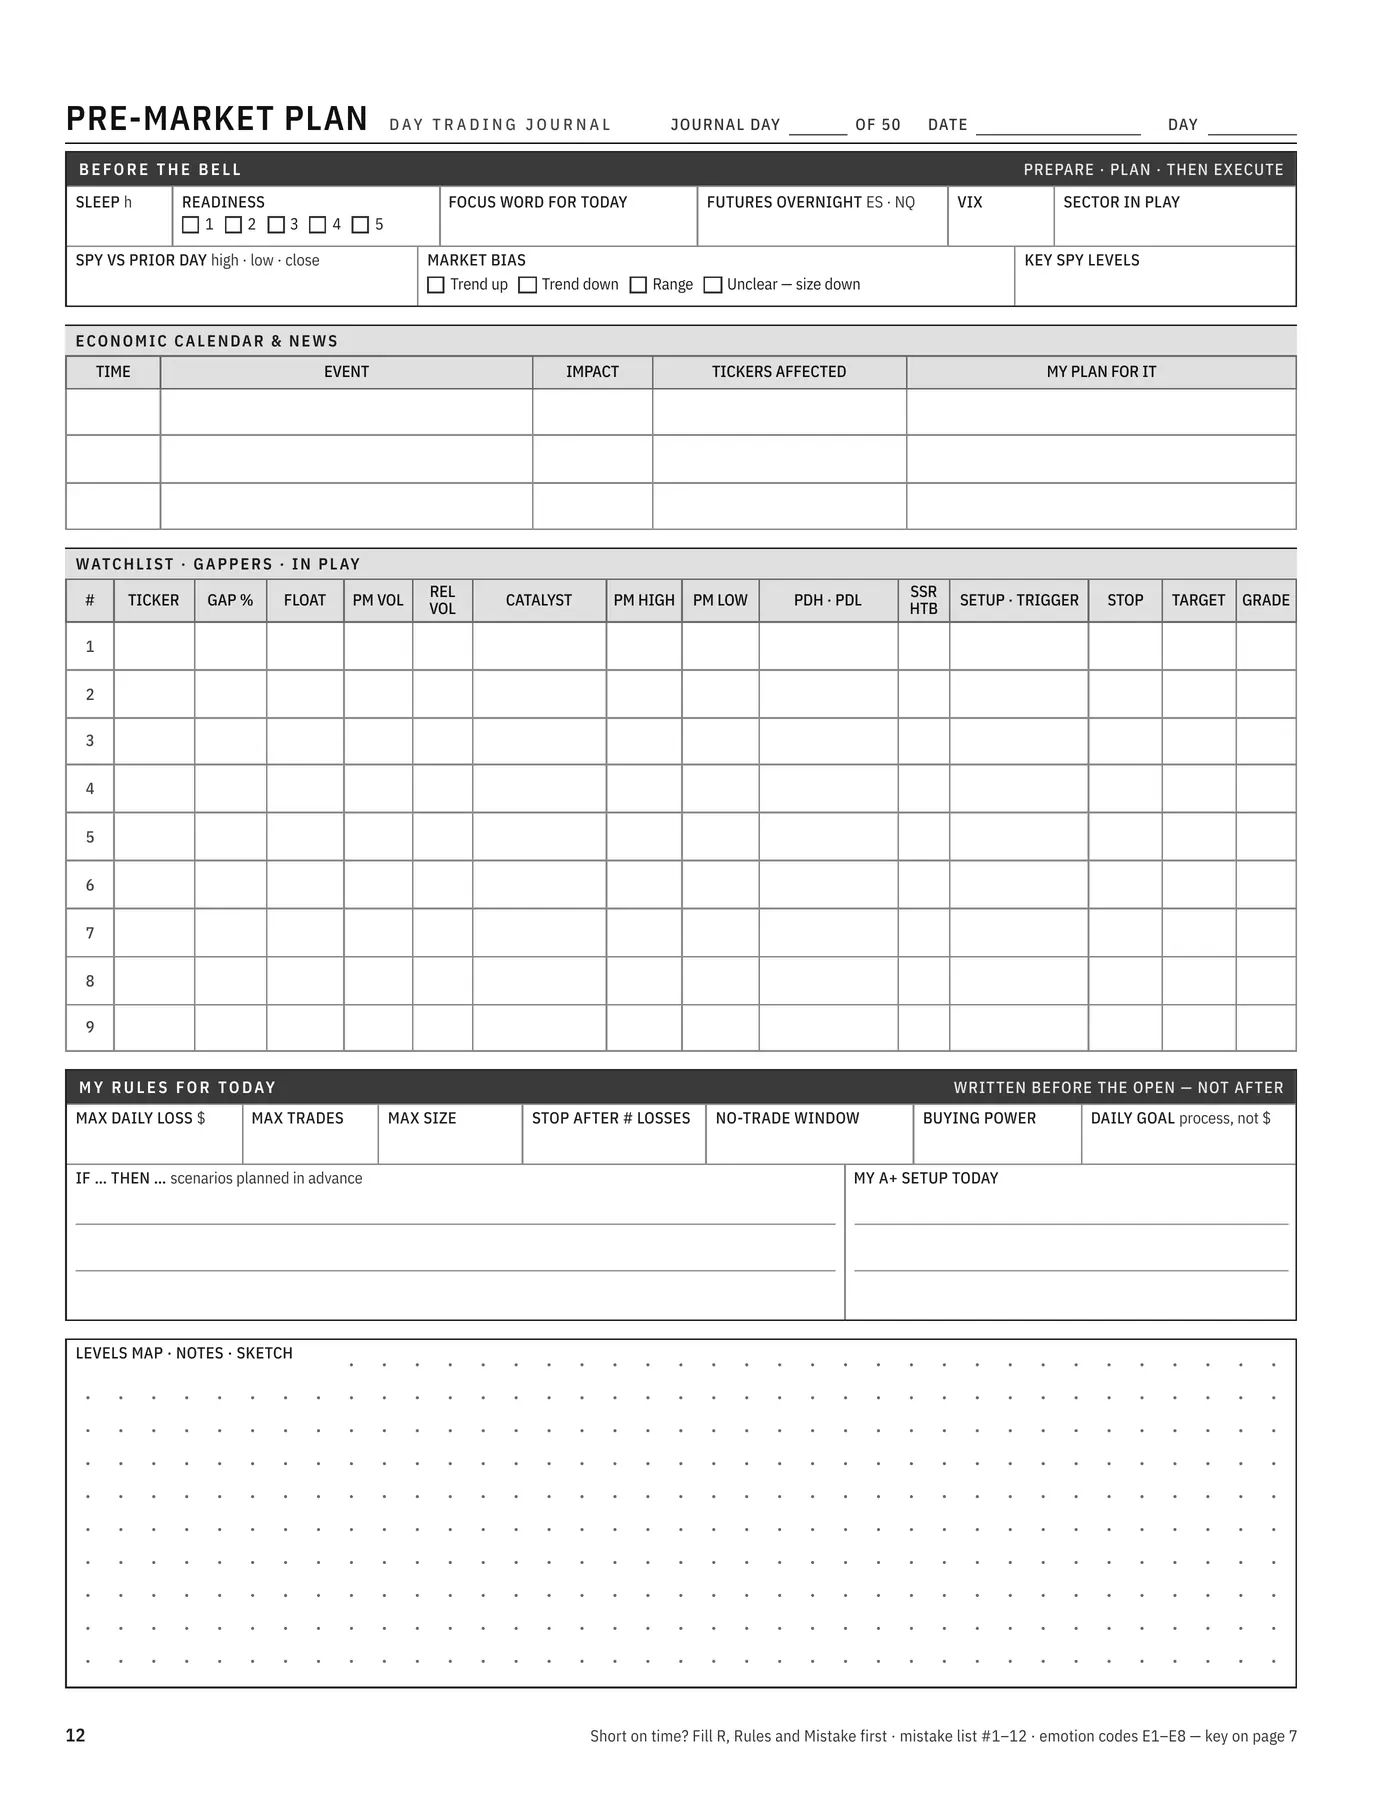 PRE-MARKET PLAN DAY TRADING JOURNAL JOURNAL DAY OF 50 DATE DAY
BEFORE THE BELL PREPARE · PLAN · THEN EXECUTE
SLEEP h READINESS FOCUS WORD FOR TODAY FUTURES OVERNIGHT ES · NQ VIX SECTOR IN PLAY
1 2 3 4 5
SPY VS PRIOR DAY high · low · close MARKET BIAS KEY SPY LEVELS
Trend up Trend down Range Unclear — size down
ECONOMIC CALENDAR & NEWS
TIME EVENT IMPACT TICKERS AFFECTED MY PLAN FOR IT
WATCHLIST · GAPPERS · IN PLAY
# TICKER GAP % FLOAT PM VOL REL VOL CATALYST PM HIGH PM LOW PDH · PDL SSR HTB SETUP · TRIGGER STOP TARGET GRADE
1
2
3
4
5
6
7
8
9
MY RULES FOR TODAY WRITTEN BEFORE THE OPEN — NOT AFTER
MAX DAILY LOSS $ MAX TRADES MAX SIZE STOP AFTER # LOSSES NO-TRADE WINDOW BUYING POWER DAILY GOAL process, not $
IF ... THEN ... scenarios planned in advance MY A+ SETUP TODAY
LEVELS MAP · NOTES · SKETCH
12 Short on time? Fill R, Rules and Mistake first · mistake list #1–12 · emotion codes E1–E8 — key on page 7